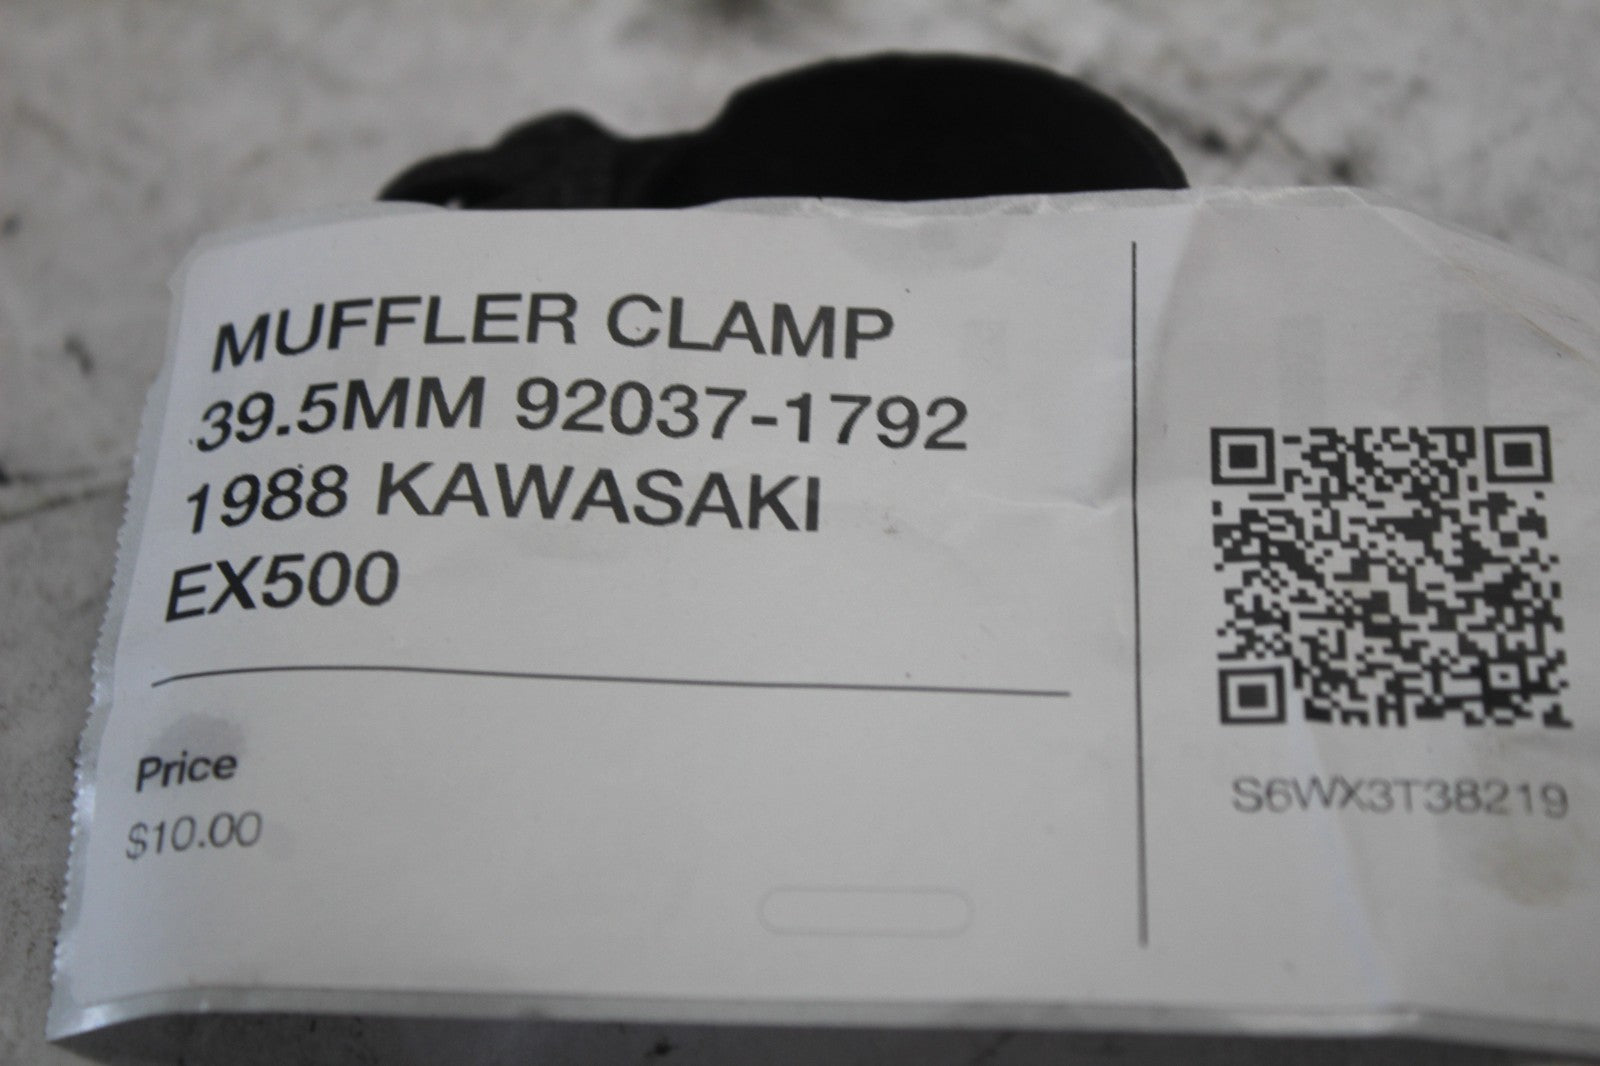 MUFFLER CLAMP
39.5MM 92037-1792
1988 KAWASAKI
EX500
Price
$10.00
S6WX3T38219